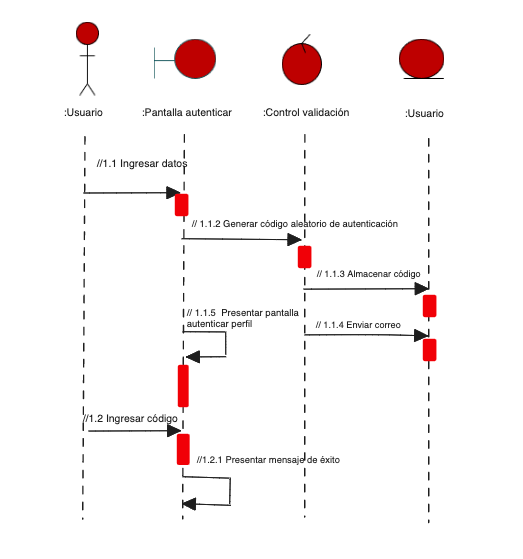 :Usuario
:Pantalla autenticar
:Control validación
:Usuario
//1.1 Ingresar datos
// 1.1.2 Generar código aleatorio de autenticación
// 1.1.3 Almacenar código
// 1.1.5 Presentar pantalla
autenticar perfil
// 1.1.4 Enviar correo
//1.2 Ingresar código
//1.2.1 Presentar mensaje de éxito